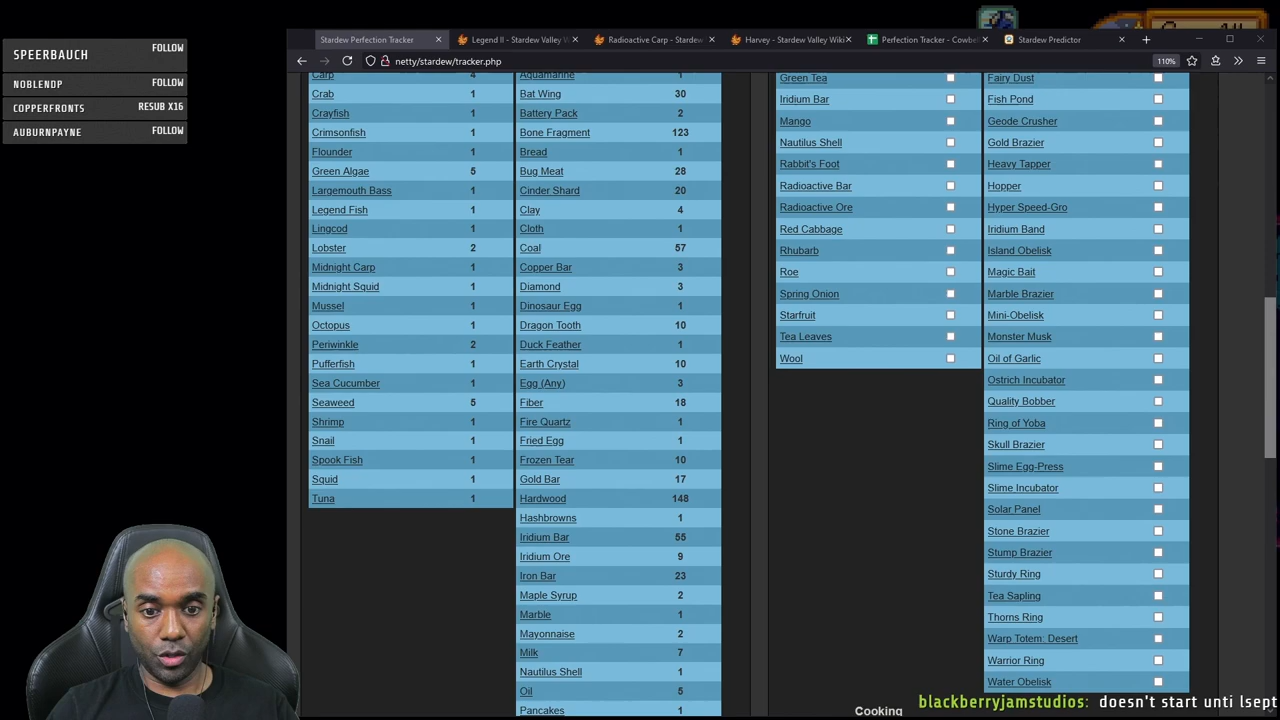 SPEERBAUCH FOLLOW
NOBLENDP FOLLOW
COPPERFRONTS RESUB X16
AUBURNPAYNE FOLLOW
Stardew Perfection Tracker
Legend II - Stardew Valley W
Radioactive Carp - Stardew
Harvey - Stardew Valley Wiki
Perfection Tracker - Cowbe
Stardew Predictor
netty/stardew/tracker.php
110%
Carp 4
Crab 1
Crayfish 1
Crimsonfish 1
Flounder 1
Green Algae 5
Largemouth Bass 1
Legend Fish 1
Lingcod 1
Lobster 2
Midnight Carp 1
Midnight Squid 1
Mussel 1
Octopus 1
Periwinkle 2
Pufferfish 1
Sea Cucumber 1
Seaweed 5
Shrimp 1
Snail 1
Spook Fish 1
Squid 1
Tuna 1
Aquamarine 1
Bat Wing 30
Battery Pack 2
Bone Fragment 123
Bread 1
Bug Meat 28
Cinder Shard 20
Clay 4
Cloth 1
Coal 57
Copper Bar 3
Diamond 3
Dinosaur Egg 1
Dragon Tooth 10
Duck Feather 1
Earth Crystal 10
Egg (Any) 3
Fiber 18
Fire Quartz 1
Fried Egg 1
Frozen Tear 10
Gold Bar 17
Hardwood 148
Hashbrowns 1
Iridium Bar 55
Iridium Ore 9
Iron Bar 23
Maple Syrup 2
Marble 1
Mayonnaise 2
Milk 7
Nautilus Shell 1
Oil 5
Pancakes 1
Green Tea
Iridium Bar
Mango
Nautilus Shell
Rabbit's Foot
Radioactive Bar
Radioactive Ore
Red Cabbage
Rhubarb
Roe
Spring Onion
Starfruit
Tea Leaves
Wool
Fairy Dust
Fish Pond
Geode Crusher
Gold Brazier
Heavy Tapper
Hopper
Hyper Speed-Gro
Iridium Band
Island Obelisk
Magic Bait
Marble Brazier
Mini-Obelisk
Monster Musk
Oil of Garlic
Ostrich Incubator
Quality Bobber
Ring of Yoba
Skull Brazier
Slime Egg-Press
Slime Incubator
Solar Panel
Stone Brazier
Stump Brazier
Sturdy Ring
Tea Sapling
Thorns Ring
Warp Totem: Desert
Warrior Ring
Water Obelisk
Cooking
blackberryjamstudios: doesn't start unti lsept